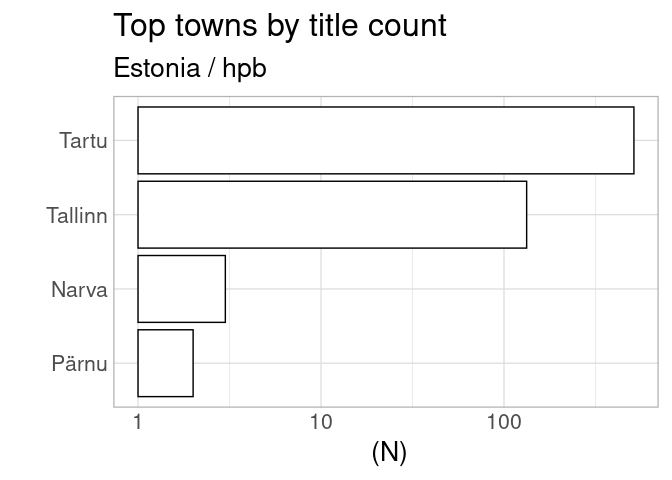 Top towns by title count
Estonia / hpb
Tartu
Tallinn
Narva
Pärnu
1 10 100
(N)